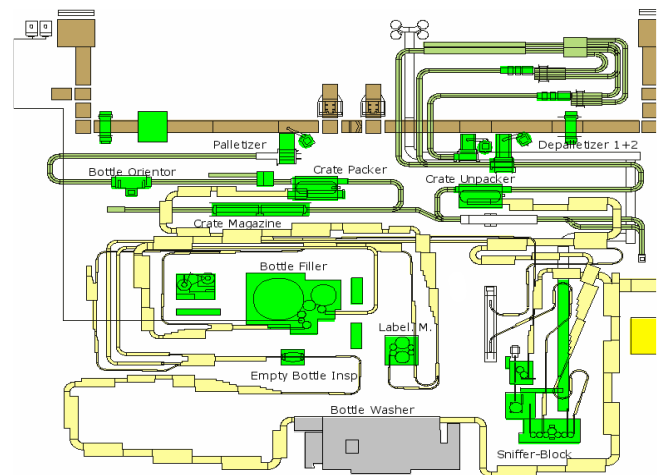 Palletizer
Depalletizer 1+2
Bottle Orientor
Crate Packer
Crate Unpacker
Crate Magazine
Bottle Filler
Label. M.
Empty Bottle Insp.
Bottle Washer
Sniffer-Block